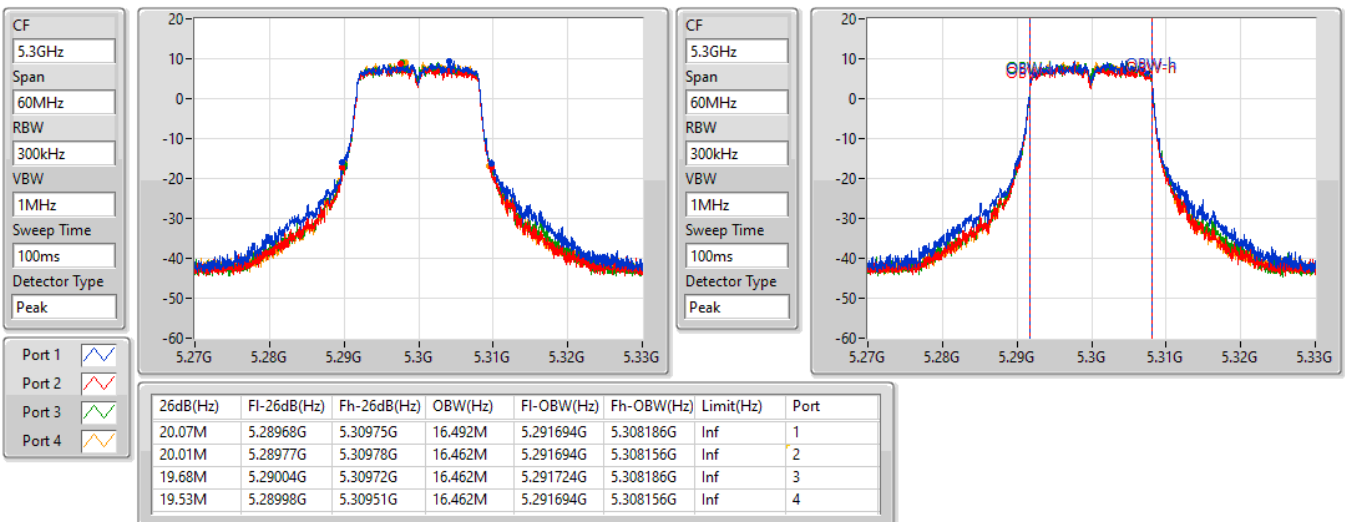 CF
5.3GHz
Span
60MHz
RBW
300kHz
VBW
1MHz
Sweep Time
100ms
Detector Type
Peak
20
10
0
-10
-20
-30
-40
-50
-60
5.27G 5.28G 5.29G 5.3G 5.31G 5.32G 5.33G
CF
5.3GHz
Span
60MHz
RBW
300kHz
VBW
1MHz
Sweep Time
100ms
Detector Type
Peak
20
10
0
-10
-20
-30
-40
-50
-60
OBW-h
5.27G 5.28G 5.29G 5.3G 5.31G 5.32G 5.33G
Port 1
Port 2
Port 3
Port 4
26dB(Hz) Fl-26dB(Hz) Fh-26dB(Hz) OBW(Hz) Fl-OBW(Hz) Fh-OBW(Hz) Limit(Hz) Port
20.07M 5.28968G 5.30975G 16.492M 5.291694G 5.308186G Inf 1
20.01M 5.28977G 5.30978G 16.462M 5.291694G 5.308156G Inf 2
19.68M 5.29004G 5.30972G 16.462M 5.291724G 5.308186G Inf 3
19.53M 5.28998G 5.30951G 16.462M 5.291694G 5.308156G Inf 4